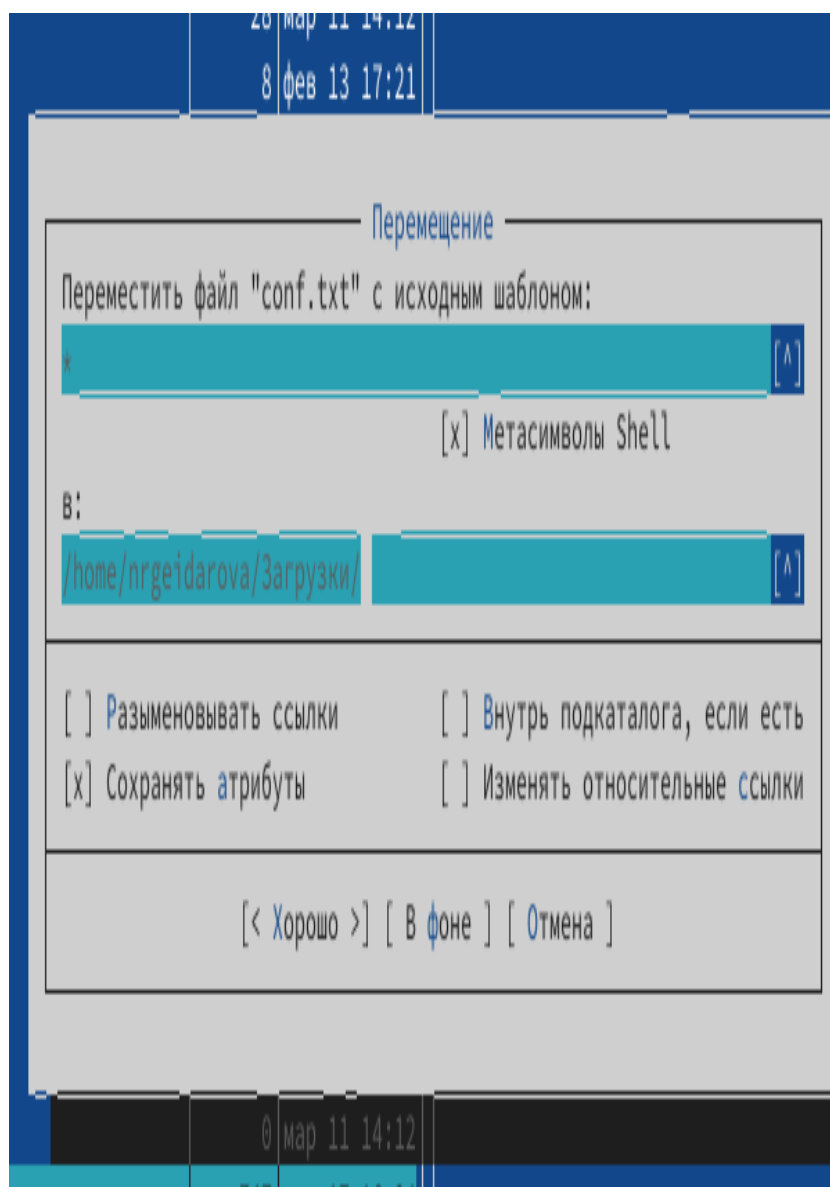 28 мар 11 14:12
8 фев 13 17:21
Перемещение
Переместить файл "conf.txt" с исходным шаблоном:
* [^]
[x] Метасимволы Shell
в:
/home/nrgeidarova/Загрузки/ [^]
[ ] Разыменовывать ссылки [ ] Внутрь подкаталога, если есть
[x] Сохранять атрибуты [ ] Изменять относительные ссылки
[< Хорошо >] [ В фоне ] [ Отмена ]
0 мар 11 14:12